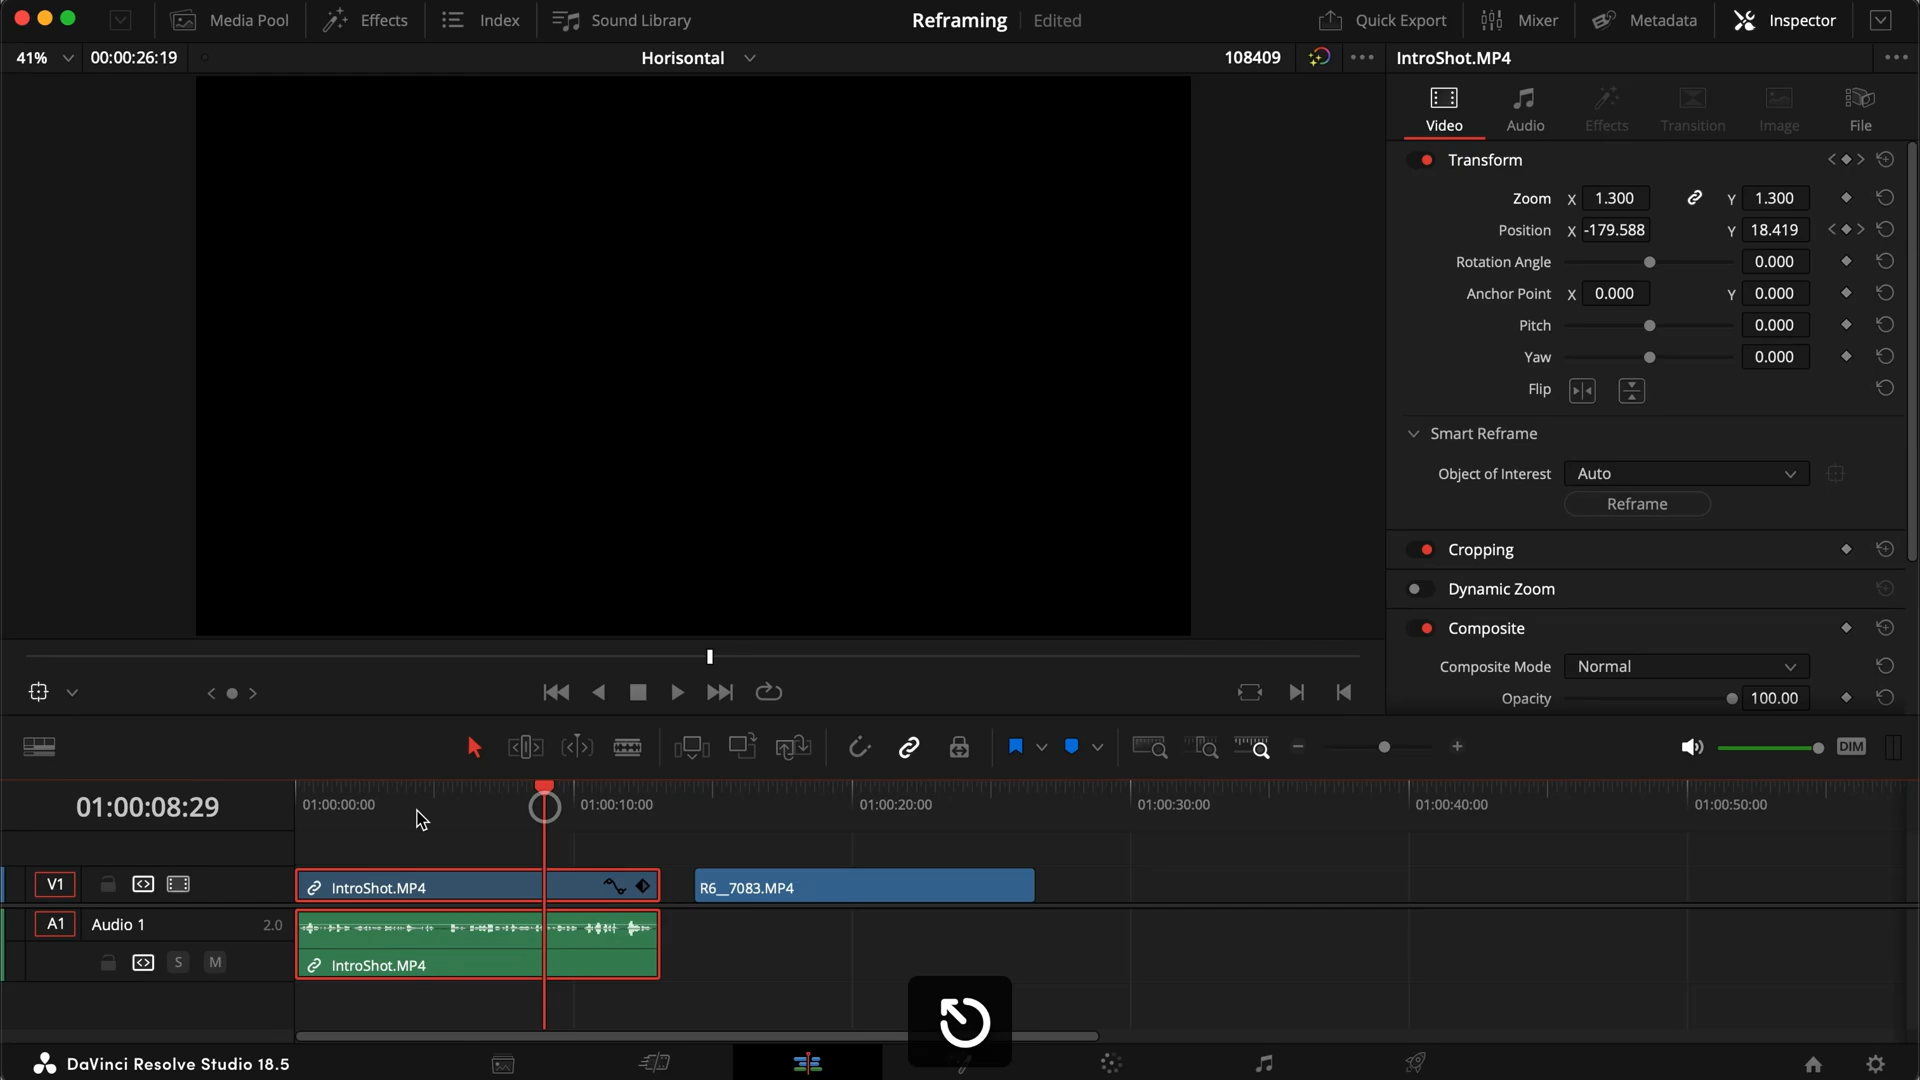 Media Pool
Effects
Index
Sound Library
Reframing
Edited
Quick Export
Mixer
Metadata
Inspector
41%
00:00:26:19
Horisontal
108409
IntroShot.MP4
Video
Audio
Effects
Transition
Image
File
Transform
Zoom X 1.300 Y 1.300
Position X -179.588 Y 18.419
Rotation Angle 0.000
Anchor Point X 0.000 Y 0.000
Pitch 0.000
Yaw 0.000
Flip
Smart Reframe
Object of Interest Auto
Reframe
Cropping
Dynamic Zoom
Composite
Composite Mode Normal
Opacity 100.00
DIM
01:00:08:29
01:00:00:00
01:00:10:00
01:00:20:00
01:00:30:00
01:00:40:00
01:00:50:00
V1
IntroShot.MP4
R6__7083.MP4
A1
Audio 1
2.0
S
M
IntroShot.MP4
DaVinci Resolve Studio 18.5